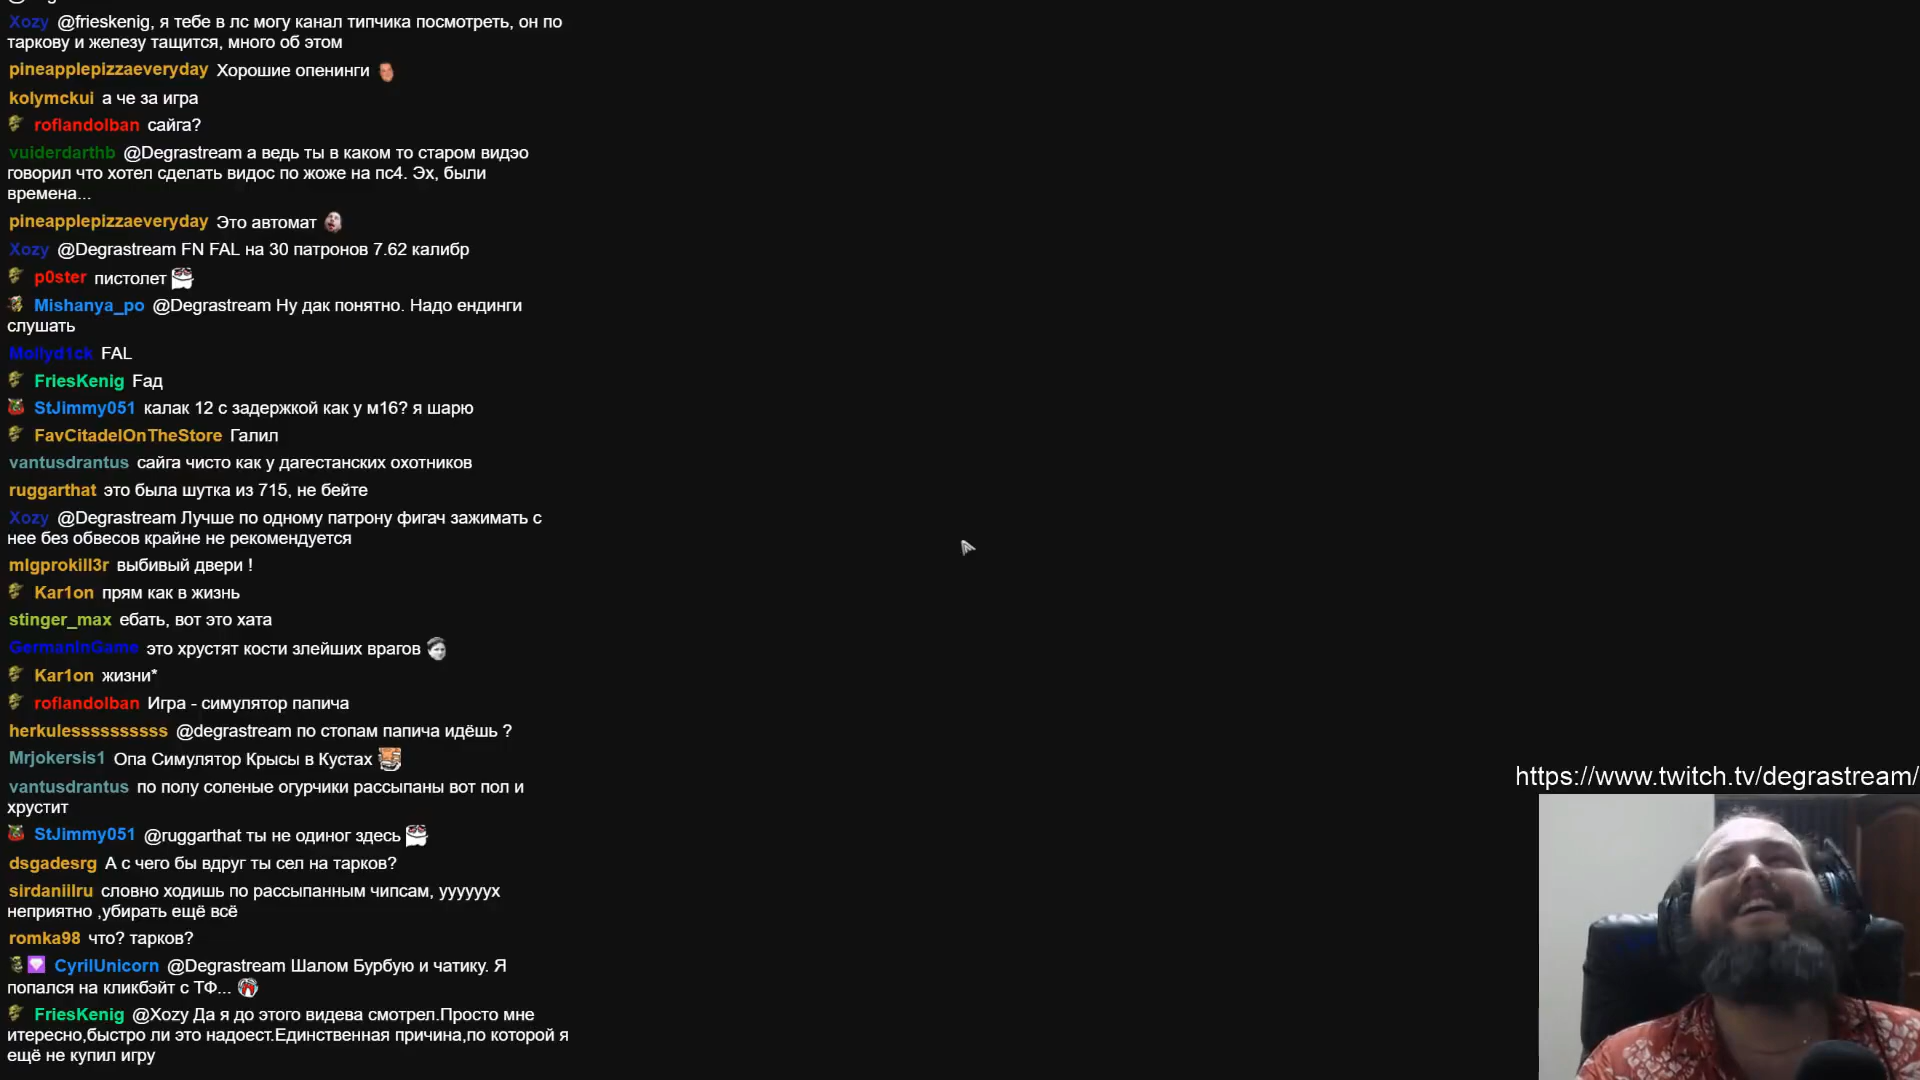 Xozy @frieskenig, я тебе в лс могу канал типчика посмотреть, он по
таркову и железу тащится, много об этом
pineapplepizzaeveryday Хорошие опенинги
kolymckui а че за игра
roflandolban сайга?
vuiderdarthb @Degrastream а ведь ты в каком то старом видэо
говорил что хотел сделать видос по жоже на пс4. Эх, были
времена...
pineapplepizzaeveryday Это автомат
Xozy @Degrastream FN FAL на 30 патронов 7.62 калибр
p0ster пистолет
Mishanya_po @Degrastream Ну дак понятно. Надо ендинги
слушать
Mollyd1ck FAL
FriesKenig Fад
StJimmy051 калак 12 с задержкой как у м16? я шарю
FavCitadelOnTheStore Галил
vantusdrantus сайга чисто как у дагестанских охотников
ruggarthat это была шутка из 715, не бейте
Xozy @Degrastream Лучше по одному патрону фигач зажимать с
нее без обвесов крайне не рекомендуется
mlgprokill3r выбивый двери !
Kar1on прям как в жизнь
stinger_max ебать, вот это хата
GermanInGame это хрустят кости злейших врагов
Kar1on жизни*
roflandolban Игра - симулятор папича
herkulesssssssssss @degrastream по стопам папича идёшь ?
Mrjokersis1 Опа Симулятор Крысы в Кустах
vantusdrantus по полу соленые огурчики рассыпаны вот пол и
хрустит
StJimmy051 @ruggarthat ты не одиног здесь
dsgadesrg А с чего бы вдруг ты сел на тарков?
sirdaniilru словно ходишь по рассыпанным чипсам, уууууух
неприятно ,убирать ещё всё
romka98 что? тарков?
CyrilUnicorn @Degrastream Шалом Бурбую и чатику. Я
попался на кликбэйт с ТФ...
FriesKenig @Xozy Да я до этого видева смотрел.Просто мне
итересно,быстро ли это надоест.Единственная причина,по которой я
ещё не купил игру
https://www.twitch.tv/degrastream/